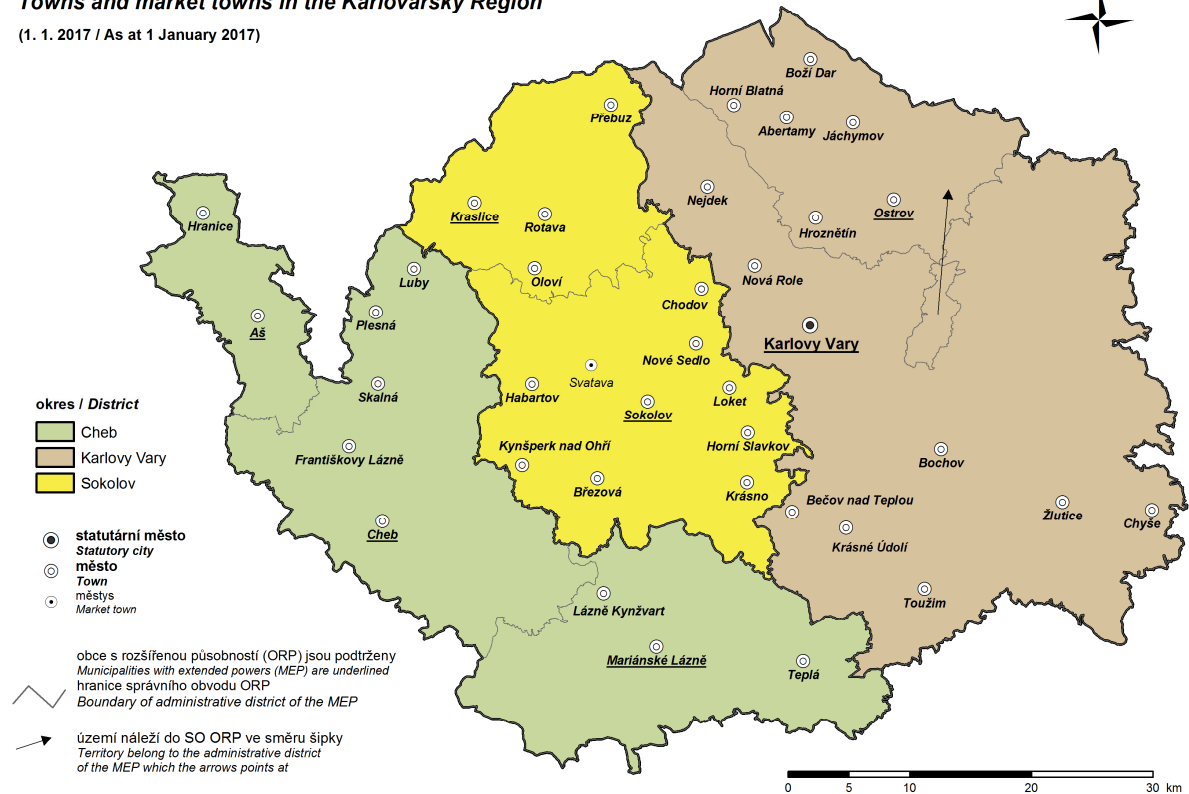 Towns and market towns in the Karlovarský Region
(1. 1. 2017 / As at 1 January 2017)
Boží Dar
Horní Blatná
Přebuz
Abertamy
Jáchymov
Nejdek
Kraslice
Ostrov
Hranice
Rotava
Hroznětín
Luby
Oloví
Nová Role
Chodov
Plesná
Aš
Karlovy Vary
Nové Sedlo
Svatava
Skalná
Habartov
Loket
Sokolov
okres / District
Cheb
Karlovy Vary
Sokolov
Kynšperk nad Ohří
Horní Slavkov
Františkovy Lázně
Bochov
Březová
Krásno
Bečov nad Teplou
Žlutice
Chyše
Cheb
Krásné Údolí
statutární město
Statutory city
město
Town
městys
Market town
Toužim
Lázně Kynžvart
Mariánské Lázně
Teplá
obce s rozšířenou působností (ORP) jsou podtrženy
Municipalities with extended powers (MEP) are underlined
hranice správního obvodu ORP
Boundary of administrative district of the MEP
území náleží do SO ORP ve směru šipky
Territory belong to the administrative district
of the MEP which the arrows points at
0 5 10 20 30 km